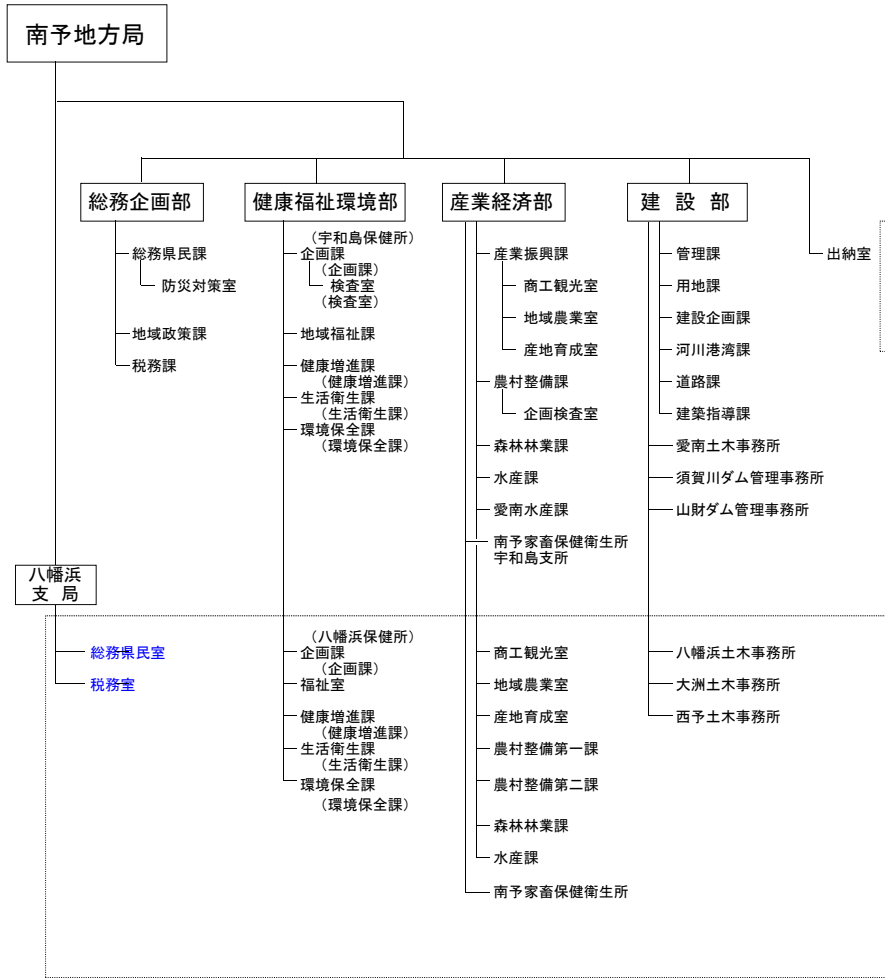 南予地方局
総務企画部
総務県民課
防災対策室
地域政策課
税務課
健康福祉環境部
（宇和島保健所）
企画課
（企画課）
検査室
（検査室）
地域福祉課
健康増進課
（健康増進課）
生活衛生課
（生活衛生課）
環境保全課
（環境保全課）
産業経済部
産業振興課
商工観光室
地域農業室
産地育成室
農村整備課
企画検査室
森林林業課
水産課
愛南水産課
南予家畜保健衛生所
宇和島支所
建設部
管理課
用地課
建設企画課
河川港湾課
道路課
建築指導課
愛南土木事務所
須賀川ダム管理事務所
山財ダム管理事務所
出納室
八幡浜
支局
総務県民室
税務室
（八幡浜保健所）
企画課
（企画課）
福祉室
健康増進課
（健康増進課）
生活衛生課
（生活衛生課）
環境保全課
（環境保全課）
商工観光室
地域農業室
産地育成室
農村整備第一課
農村整備第二課
森林林業課
水産課
南予家畜保健衛生所
八幡浜土木事務所
大洲土木事務所
西予土木事務所